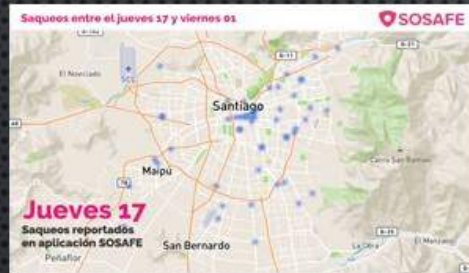 Saqueos entre el jueves 17 y viernes 01
SOSAFE
El Noviciado
SCL
Santiago
Maipú
Cerro San Ramón
Jueves 17
Saqueos reportados
en aplicación SOSAFE
Peñaflor
San Bernardo
La Obra
El Manzano